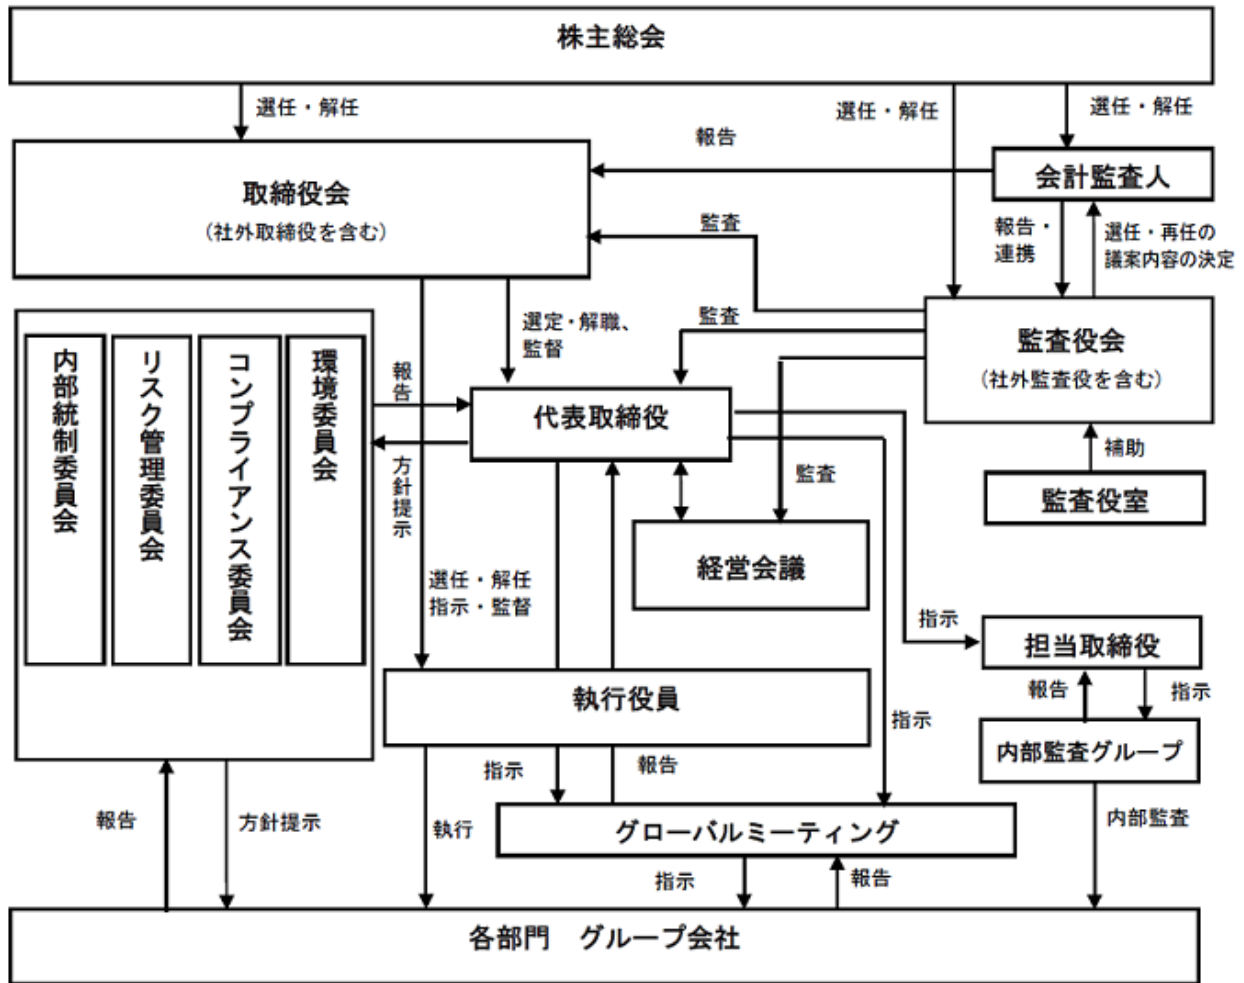 株主総会
選任・解任
選任・解任
選任・解任
報告
会計監査人
取締役会
(社外取締役を含む)
監査
報告・
連携
選任・再任の
議案内容の決定
選定・解職、
監督
監査
監査役会
(社外監査役を含む)
内部統制委員会
リスク管理委員会
コンプライアンス委員会
環境委員会
報告
方針提示
代表取締役
監査
補助
監査役室
経営会議
選任・解任
指示・監督
指示
担当取締役
執行役員
報告
指示
指示
内部監査グループ
指示
報告
報告
方針提示
執行
グローバルミーティング
内部監査
指示
報告
各部門　グループ会社